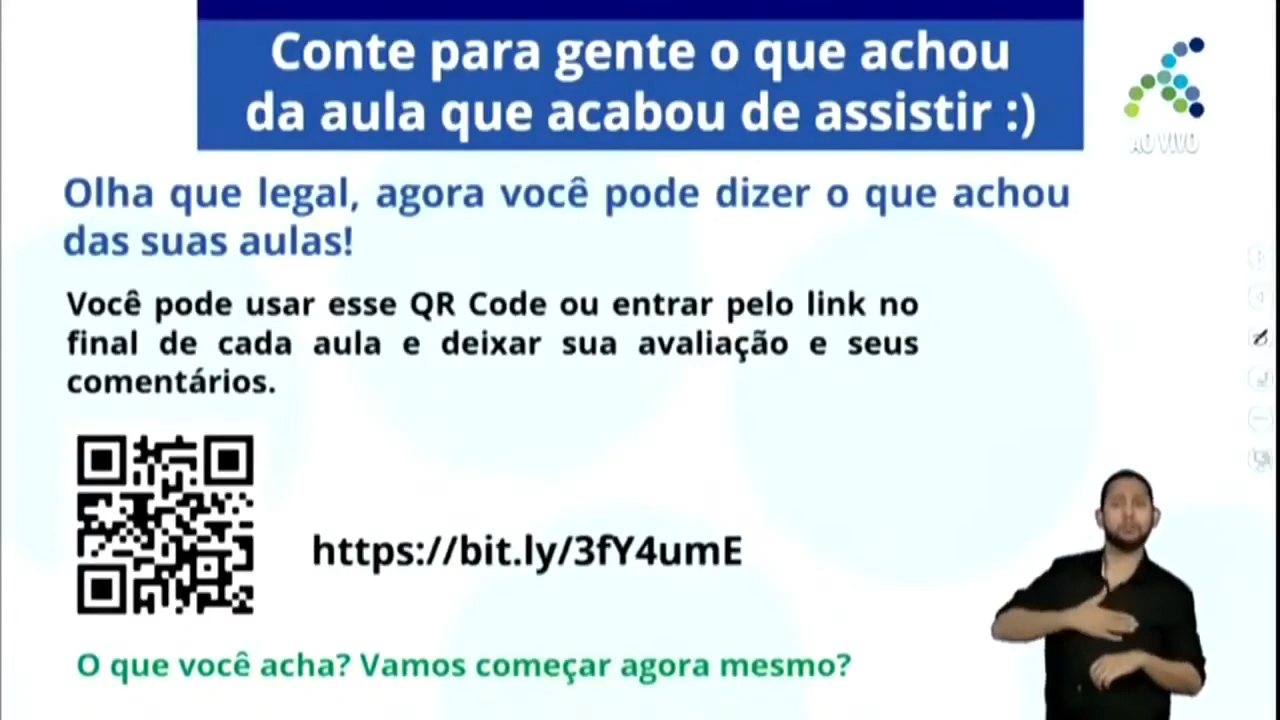 Conte para gente o que achou
da aula que acabou de assistir :)
AO VIVO
Olha que legal, agora você pode dizer o que achou
das suas aulas!
Você pode usar esse QR Code ou entrar pelo link no
final de cada aula e deixar sua avaliação e seus
comentários.
https://bit.ly/3fY4umE
O que você acha? Vamos começar agora mesmo?